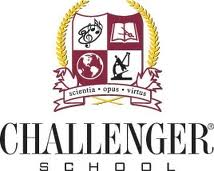 scientia • opus • virtus
CHALLENGER®
SCHOOL